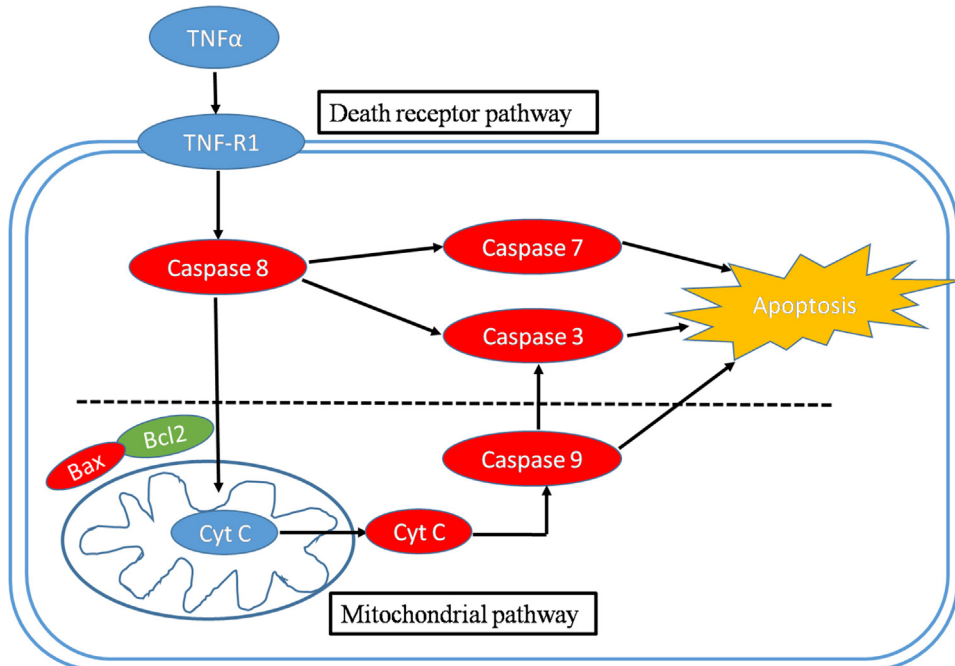 TNFα
Death receptor pathway
TNF-R1
Caspase 7
Caspase 8
Apoptosis
Caspase 3
Bcl2
Bax
Caspase 9
Cyt C
Cyt C
Mitochondrial pathway